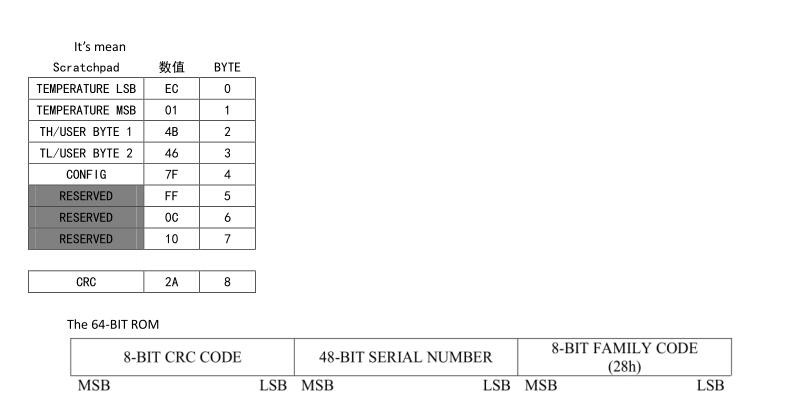 It's mean
Scratchpad 数值 BYTE
TEMPERATURE LSB EC 0
TEMPERATURE MSB 01 1
TH/USER BYTE 1 4B 2
TL/USER BYTE 2 46 3
CONFIG 7F 4
RESERVED FF 5
RESERVED 0C 6
RESERVED 10 7
CRC 2A 8
The 64-BIT ROM
8-BIT CRC CODE 48-BIT SERIAL NUMBER 8-BIT FAMILY CODE
(28h)
MSB LSB MSB LSB MSB LSB